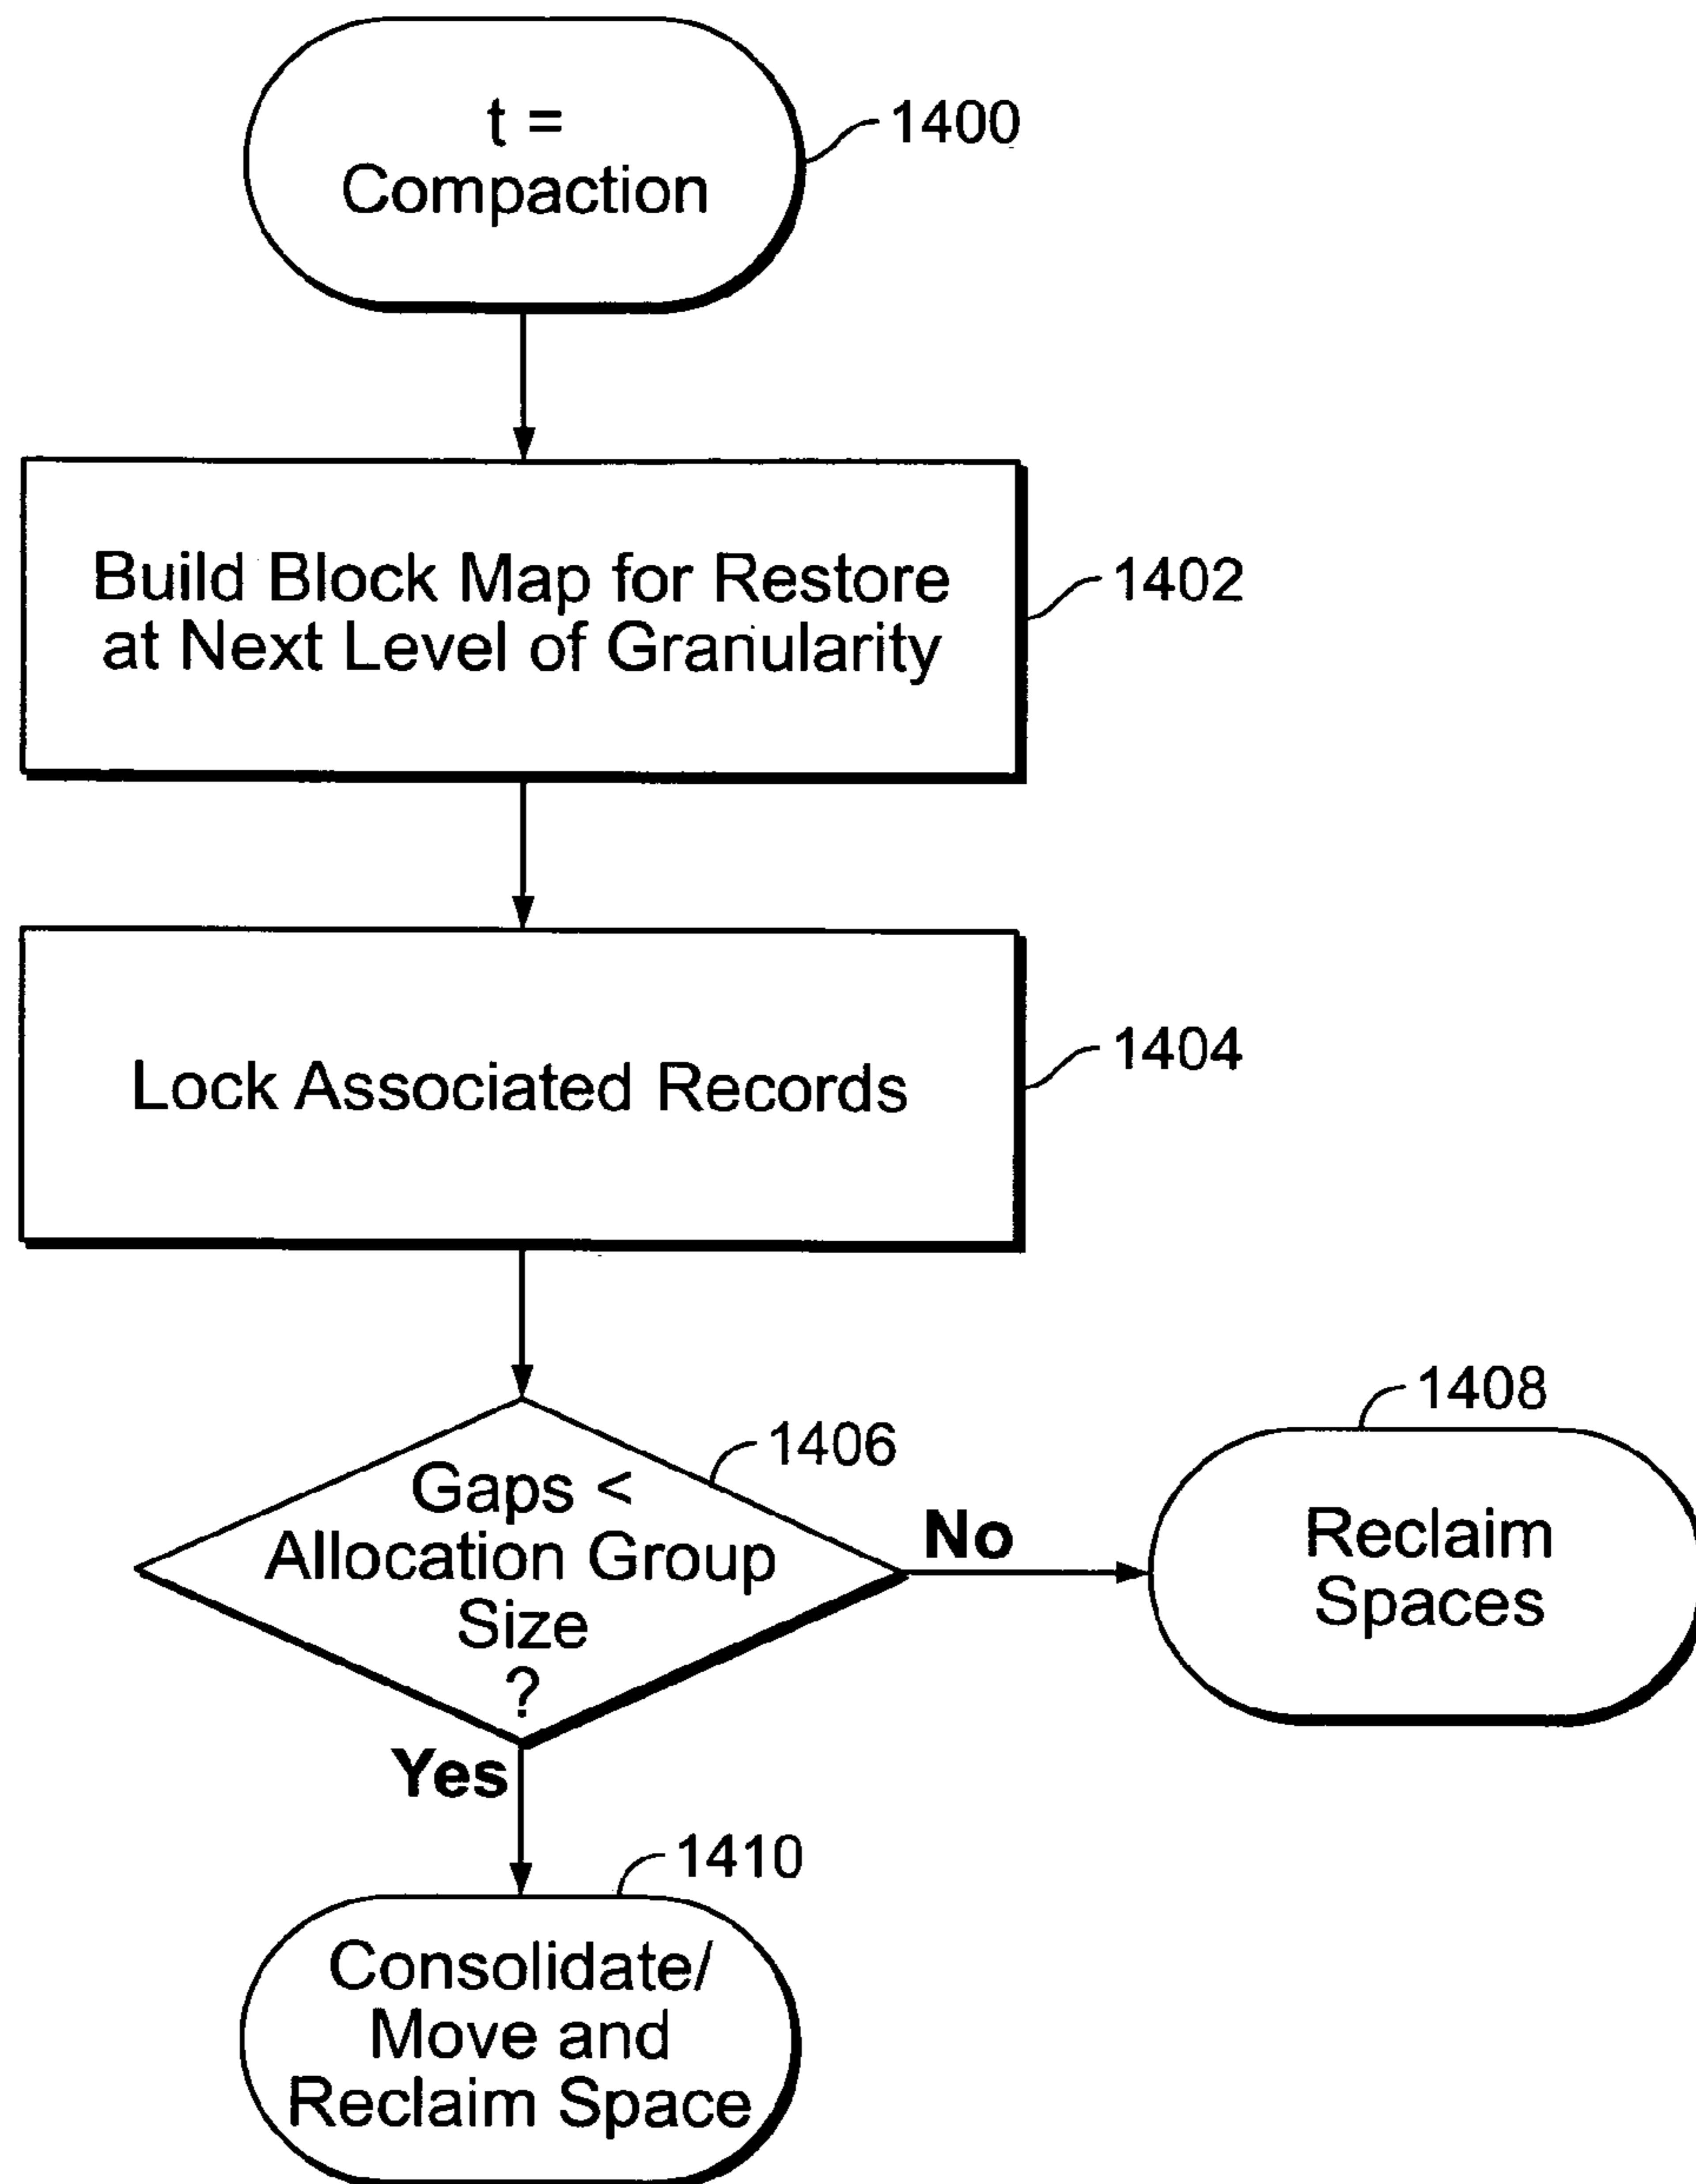 t =
Compaction
1400
Build Block Map for Restore
at Next Level of Granularity
1402
Lock Associated Records
1404
Gaps <
Allocation Group
Size
?
1406
No
Reclaim
Spaces
1408
Yes
Consolidate/
Move and
Reclaim Space
1410